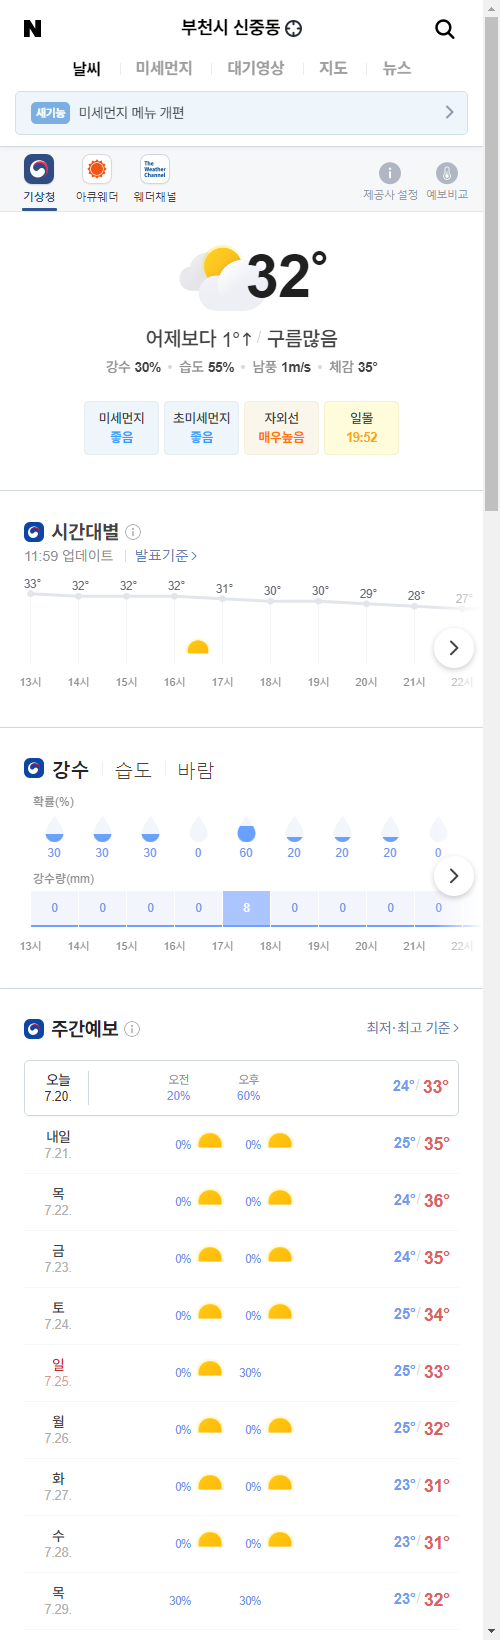 N 부천시 신중동
날씨 미세먼지 대기영상 지도 뉴스
새기능 미세먼지 메뉴 개편
The Weather Channel
기상청 아큐웨더 웨더채널 제공사 설정 예보비교
32°
어제보다 1°↑ / 구름많음
강수 30% • 습도 55% • 남풍 1m/s • 체감 35°
미세먼지 초미세먼지 자외선 일몰
좋음 좋음 매우높음 19:52
시간대별
11:59 업데이트 발표기준 >
33° 32° 32° 32° 31° 30° 30° 29° 28° 27°
13시 14시 15시 16시 17시 18시 19시 20시 21시 22시
강수 습도 바람
확률(%)
30 30 30 0 60 20 20 20 0
강수량(mm)
0 0 0 0 8 0 0 0 0
13시 14시 15시 16시 17시 18시 19시 20시 21시 22시
주간예보 최저·최고 기준 >
오늘 오전 오후
7.20. 20% 60% 24° / 33°
내일
7.21. 0% 0% 25° / 35°
목
7.22. 0% 0% 24° / 36°
금
7.23. 0% 0% 24° / 35°
토
7.24. 0% 0% 25° / 34°
일
7.25. 0% 30% 25° / 33°
월
7.26. 0% 0% 25° / 32°
화
7.27. 0% 0% 23° / 31°
수
7.28. 0% 0% 23° / 31°
목
7.29. 30% 30% 23° / 32°